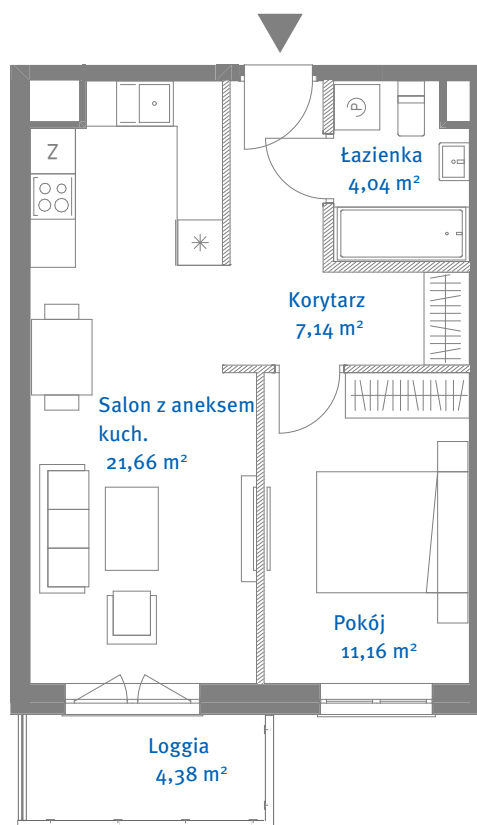 P
Z
Łazienka
4,04 m²
Korytarz
7,14 m²
Salon z aneksem
kuch.
21,66 m²
Pokój
11,16 m²
Loggia
4,38 m²